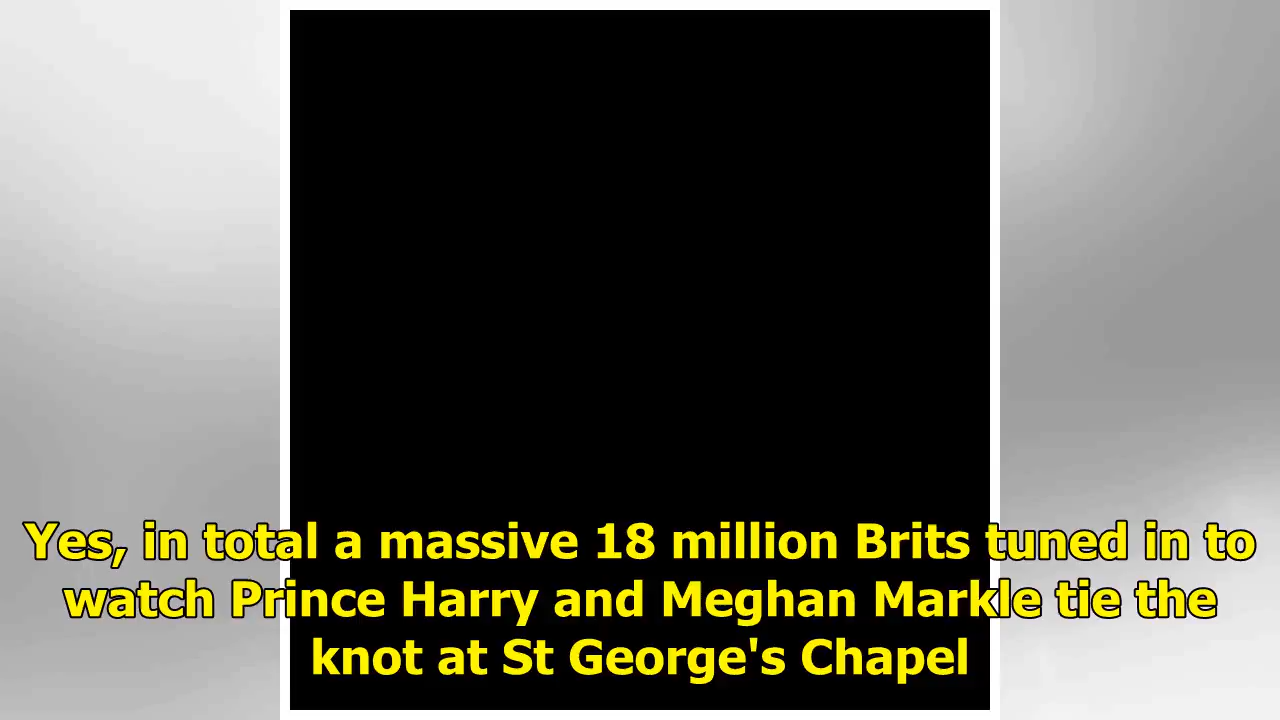 Yes, in total a massive 18 million Brits tuned in to
watch Prince Harry and Meghan Markle tie the
knot at St George's Chapel